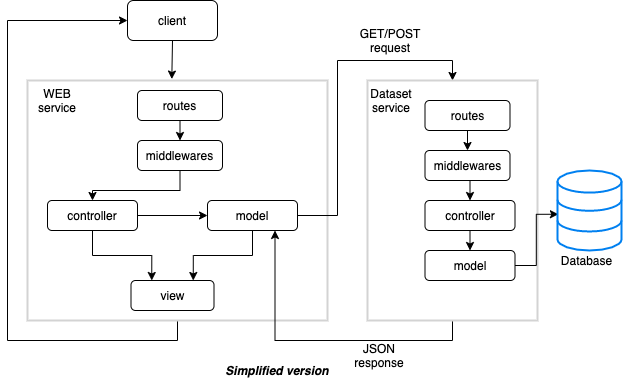 client
GET/POST
request
WEB
service
Dataset
service
routes
routes
middlewares
middlewares
controller
model
controller
Database
model
view
JSON
response
Simplified version